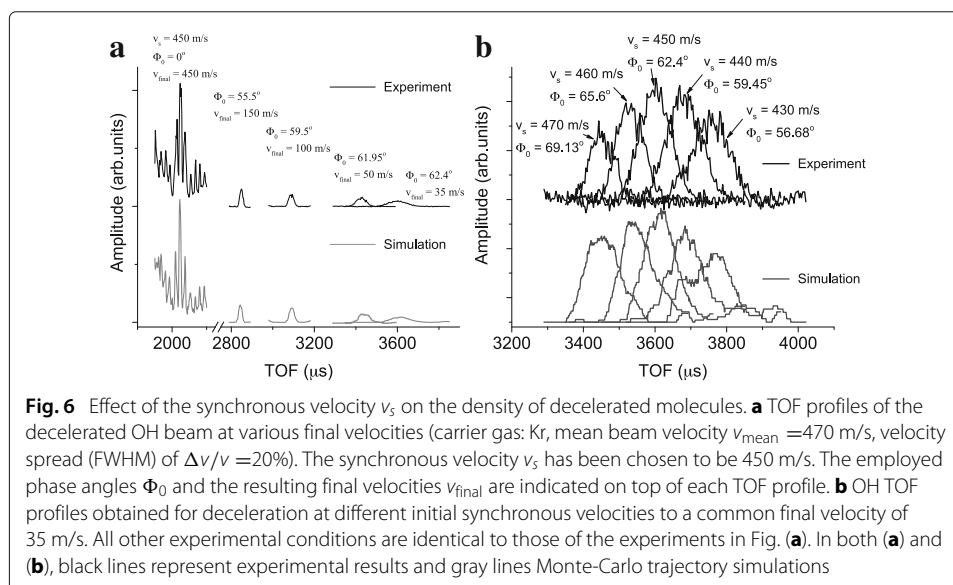 a
v_s = 450 m/s
Φ_0 = 0°
v_final = 450 m/s
Φ_0 = 55.5°
v_final = 150 m/s
Φ_0 = 59.5°
v_final = 100 m/s
Φ_0 = 61.95°
v_final = 50 m/s
Φ_0 = 62.4°
v_final = 35 m/s
Experiment
Simulation
Amplitude (arb.units)
2000 2800 3200 3600
TOF (μs)
b
v_s = 450 m/s
Φ_0 = 62.4°
v_s = 460 m/s
Φ_0 = 65.6°
v_s = 440 m/s
Φ_0 = 59.45°
v_s = 470 m/s
Φ_0 = 69.13°
v_s = 430 m/s
Φ_0 = 56.68°
Experiment
Simulation
Amplitude (arb.units)
3200 3400 3600 3800 4000
TOF (μs)
Fig. 6 Effect of the synchronous velocity v_s on the density of decelerated molecules. a TOF profiles of the
decelerated OH beam at various final velocities (carrier gas: Kr, mean beam velocity v_mean =470 m/s, velocity
spread (FWHM) of Δv/v =20%). The synchronous velocity v_s has been chosen to be 450 m/s. The employed
phase angles Φ_0 and the resulting final velocities v_final are indicated on top of each TOF profile. b OH TOF
profiles obtained for deceleration at different initial synchronous velocities to a common final velocity of
35 m/s. All other experimental conditions are identical to those of the experiments in Fig. (a). In both (a) and
(b), black lines represent experimental results and gray lines Monte-Carlo trajectory simulations